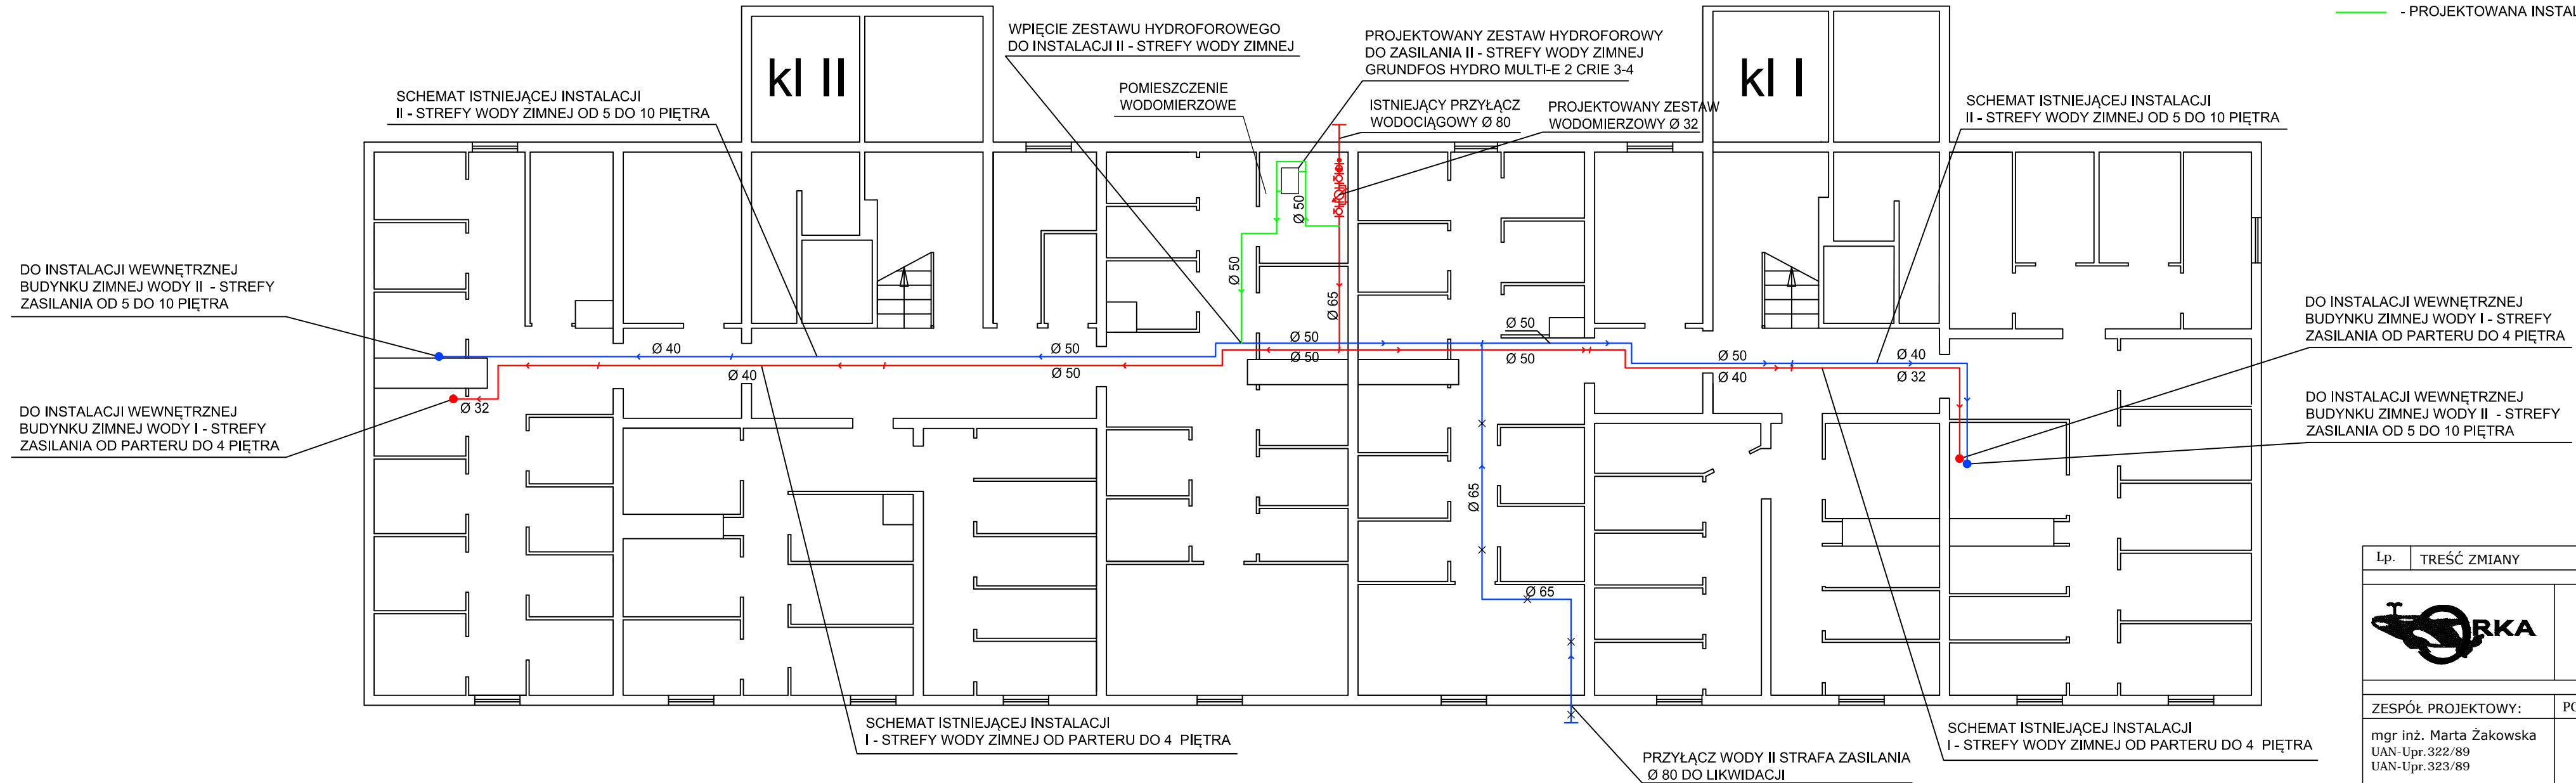 - PROJEKTOWANA INSTAL
kl II
kl I
WPIĘCIE ZESTAWU HYDROFOROWEGO
DO INSTALACJI II - STREFY WODY ZIMNEJ
PROJEKTOWANY ZESTAW HYDROFOROWY
DO ZASILANIA II - STREFY WODY ZIMNEJ
GRUNDFOS HYDRO MULTI-E 2 CRIE 3-4
SCHEMAT ISTNIEJĄCEJ INSTALACJI
II - STREFY WODY ZIMNEJ OD 5 DO 10 PIĘTRA
POMIESZCZENIE
WODOMIERZOWE
ISTNIEJĄCY PRZYŁĄCZ
WODOCIĄGOWY Ø 80
PROJEKTOWANY ZESTAW
WODOMIERZOWY Ø 32
SCHEMAT ISTNIEJĄCEJ INSTALACJI
II - STREFY WODY ZIMNEJ OD 5 DO 10 PIĘTRA
Ø 50
Ø 50
Ø 65
DO INSTALACJI WEWNĘTRZNEJ
BUDYNKU ZIMNEJ WODY II - STREFY
ZASILANIA OD 5 DO 10 PIĘTRA
DO INSTALACJI WEWNĘTRZNEJ
BUDYNKU ZIMNEJ WODY I - STREFY
ZASILANIA OD PARTERU DO 4 PIĘTRA
Ø 40
Ø 50
Ø 50
Ø 50
Ø 50
Ø 40
Ø 40
Ø 50
Ø 50
Ø 50
Ø 40
Ø 32
Ø 32
DO INSTALACJI WEWNĘTRZNEJ
BUDYNKU ZIMNEJ WODY I - STREFY
ZASILANIA OD PARTERU DO 4 PIĘTRA
DO INSTALACJI WEWNĘTRZNEJ
BUDYNKU ZIMNEJ WODY II - STREFY
ZASILANIA OD 5 DO 10 PIĘTRA
Ø 65
Ø 65
SCHEMAT ISTNIEJĄCEJ INSTALACJI
I - STREFY WODY ZIMNEJ OD PARTERU DO 4 PIĘTRA
PRZYŁĄCZ WODY II STRAFA ZASILANIA
Ø 80 DO LIKWIDACJI
SCHEMAT ISTNIEJĄCEJ INSTALACJI
I - STREFY WODY ZIMNEJ OD PARTERU DO 4 PIĘTRA
Lp. TREŚĆ ZMIANY
ORKA
ZESPÓŁ PROJEKTOWY: PO
mgr inż. Marta Żakowska
UAN-Upr.322/89
UAN-Upr.323/89